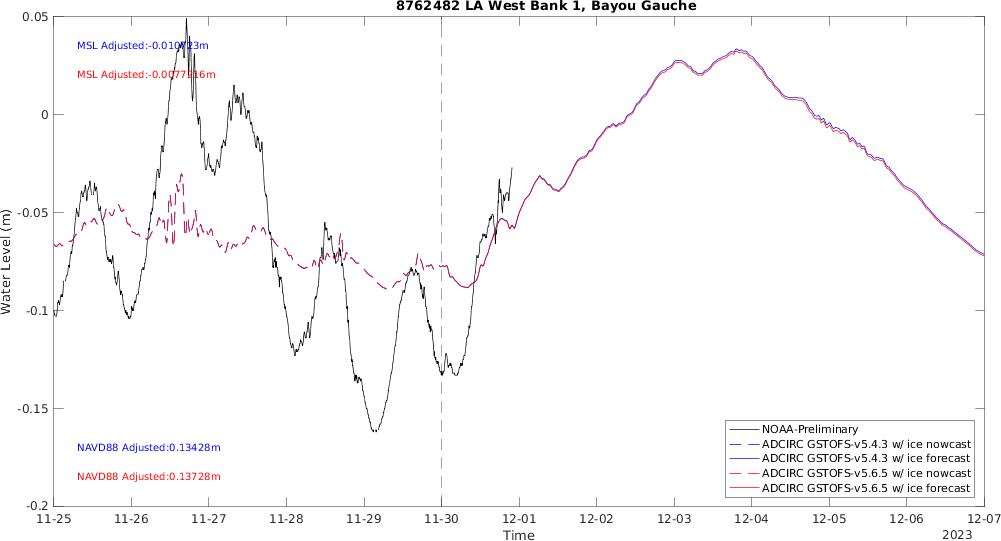 8762482 LA West Bank 1, Bayou Gauche
0.05
0
-0.05
-0.1
-0.15
-0.2
Water Level (m)
MSL Adjusted:-0.010723m
MSL Adjusted:-0.0077216m
NAVD88 Adjusted:0.13428m
NAVD88 Adjusted:0.13728m
NOAA-Preliminary
ADCIRC GSTOFS-v5.4.3 w/ ice nowcast
ADCIRC GSTOFS-v5.4.3 w/ ice forecast
ADCIRC GSTOFS-v5.6.5 w/ ice nowcast
ADCIRC GSTOFS-v5.6.5 w/ ice forecast
11-25 11-26 11-27 11-28 11-29 11-30 12-01 12-02 12-03 12-04 12-05 12-06 12-07
Time
2023